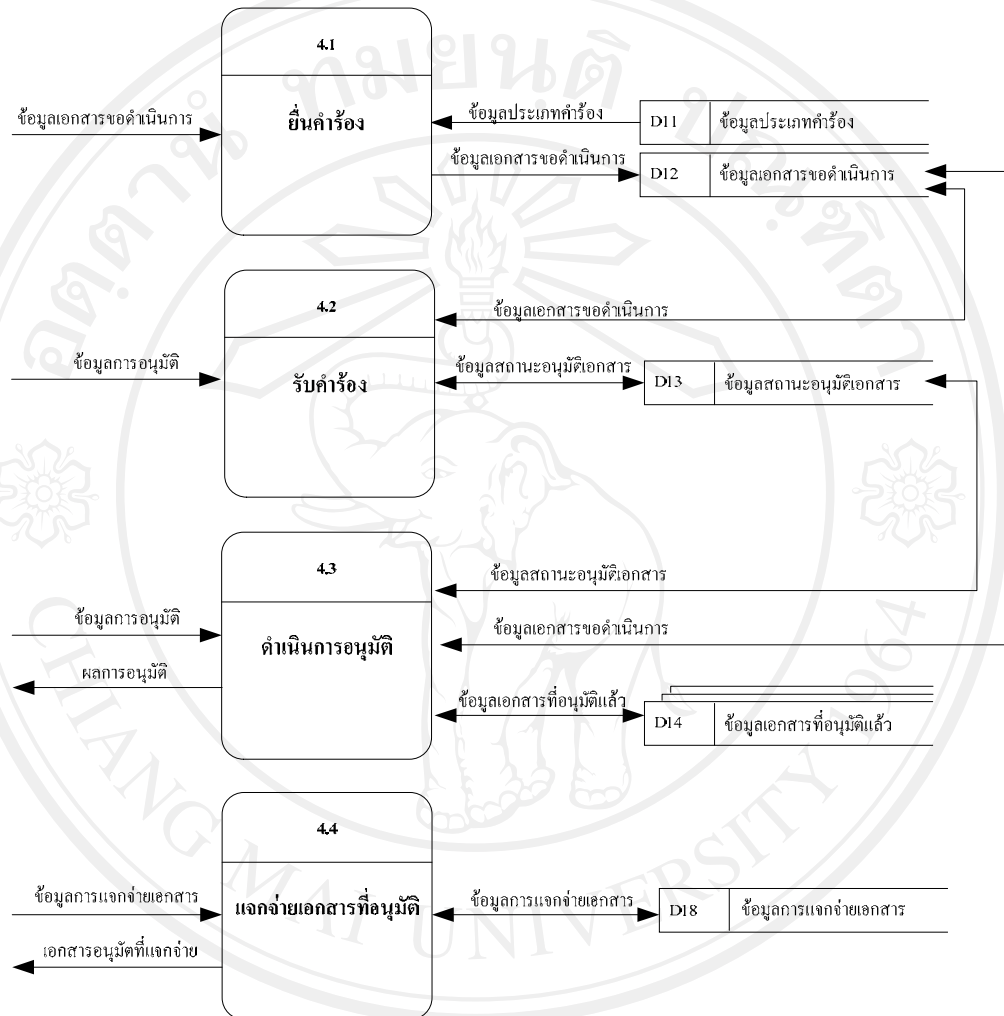 4.1
ยื่นคำร้อง
ข้อมูลเอกสารขอดำเนินการ
ข้อมูลประเภทคำร้อง
D11 ข้อมูลประเภทคำร้อง
ข้อมูลเอกสารขอดำเนินการ
D12 ข้อมูลเอกสารขอดำเนินการ
4.2
รับคำร้อง
ข้อมูลเอกสารขอดำเนินการ
ข้อมูลการอนุมัติ
ข้อมูลสถานะอนุมัติเอกสาร
D13 ข้อมูลสถานะอนุมัติเอกสาร
4.3
ดำเนินการอนุมัติ
ข้อมูลสถานะอนุมัติเอกสาร
ข้อมูลการอนุมัติ
ข้อมูลเอกสารขอดำเนินการ
ผลการอนุมัติ
ข้อมูลเอกสารที่อนุมัติแล้ว
D14 ข้อมูลเอกสารที่อนุมัติแล้ว
4.4
แจกจ่ายเอกสารที่อนุมัติ
ข้อมูลการแจกจ่ายเอกสาร
ข้อมูลการแจกจ่ายเอกสาร
D18 ข้อมูลการแจกจ่ายเอกสาร
เอกสารอนุมัตที่แจกจ่าย
CHIANG MAI UNIVERSITY 1964